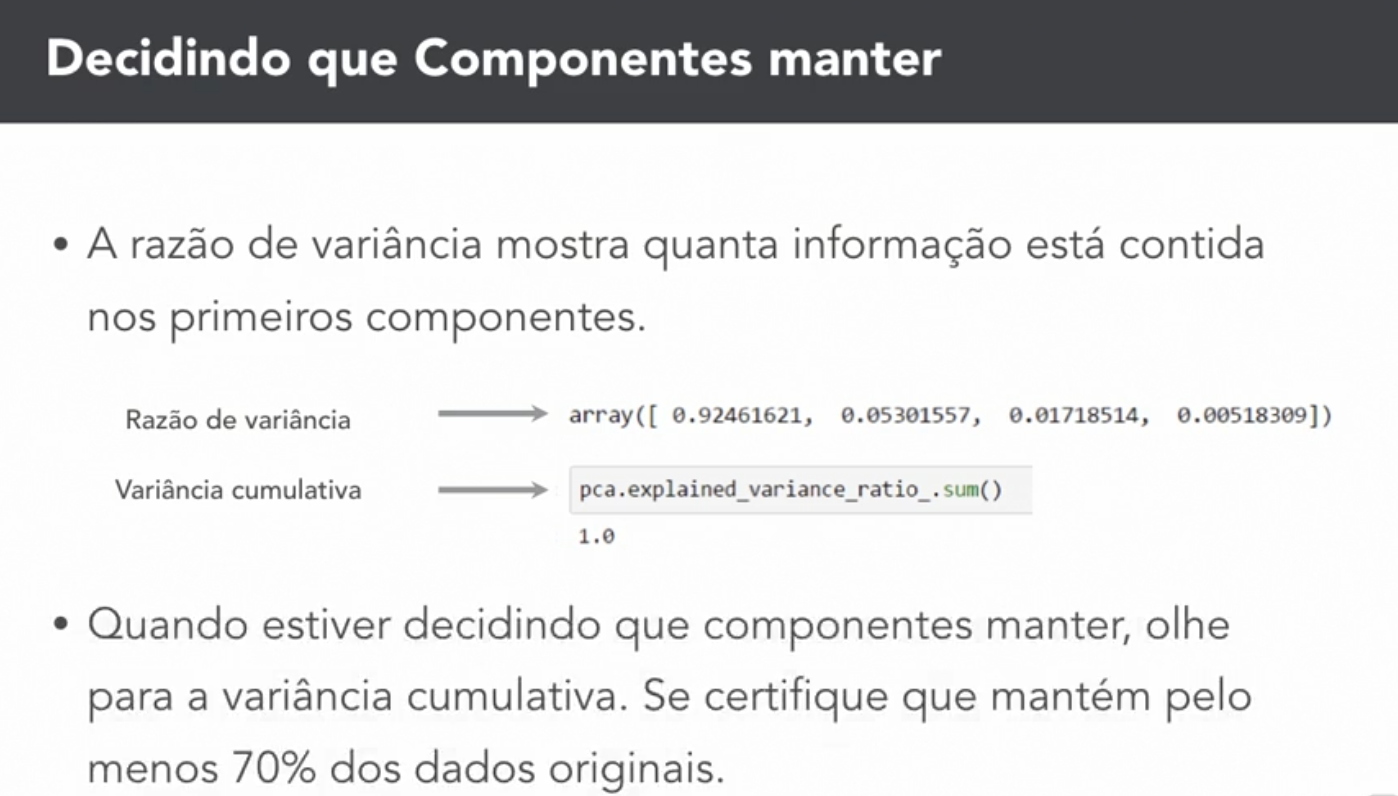 Decidindo que Componentes manter
• A razão de variância mostra quanta informação está contida
nos primeiros componentes.
Razão de variância
array([ 0.92461621, 0.05301557, 0.01718514, 0.00518309])
Variância cumulativa
pca.explained_variance_ratio_.sum()
1.0
• Quando estiver decidindo que componentes manter, olhe
para a variância cumulativa. Se certifique que mantém pelo
menos 70% dos dados originais.